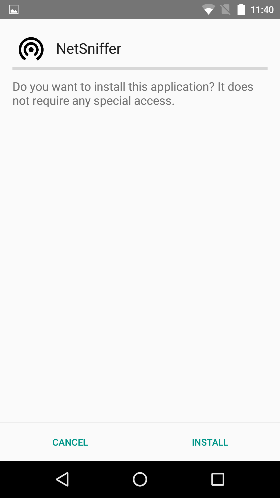 11:40
NetSniffer
Do you want to install this application? It does
not require any special access.
CANCEL
INSTALL